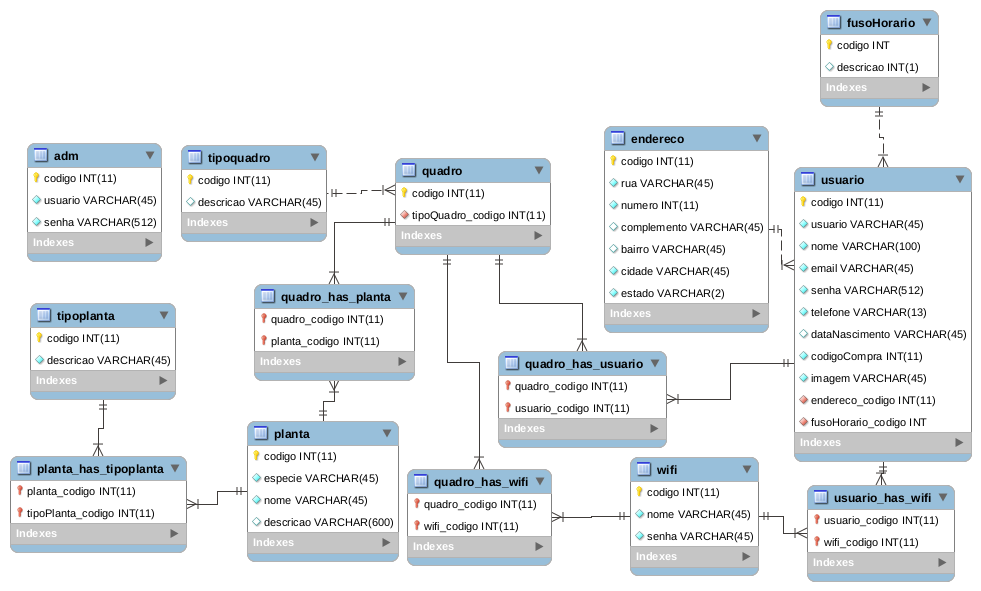 fusoHorario
codigo INT
descricao INT(1)
Indexes
adm
codigo INT(11)
usuario VARCHAR(45)
senha VARCHAR(512)
Indexes
tipoquadro
codigo INT(11)
descricao VARCHAR(45)
Indexes
quadro
codigo INT(11)
tipoQuadro_codigo INT(11)
Indexes
endereco
codigo INT(11)
rua VARCHAR(45)
numero INT(11)
complemento VARCHAR(45)
bairro VARCHAR(45)
cidade VARCHAR(45)
estado VARCHAR(2)
Indexes
usuario
codigo INT(11)
usuario VARCHAR(45)
nome VARCHAR(100)
email VARCHAR(45)
senha VARCHAR(512)
telefone VARCHAR(13)
dataNascimento VARCHAR(45)
codigoCompra INT(11)
imagem VARCHAR(45)
endereco_codigo INT(11)
fusoHorario_codigo INT
Indexes
tipoplanta
codigo INT(11)
descricao VARCHAR(45)
Indexes
quadro_has_planta
quadro_codigo INT(11)
planta_codigo INT(11)
Indexes
quadro_has_usuario
quadro_codigo INT(11)
usuario_codigo INT(11)
Indexes
planta_has_tipoplanta
planta_codigo INT(11)
tipoPlanta_codigo INT(11)
Indexes
planta
codigo INT(11)
especie VARCHAR(45)
nome VARCHAR(45)
descricao VARCHAR(600)
Indexes
quadro_has_wifi
quadro_codigo INT(11)
wifi_codigo INT(11)
Indexes
wifi
codigo INT(11)
nome VARCHAR(45)
senha VARCHAR(45)
Indexes
usuario_has_wifi
usuario_codigo INT(11)
wifi_codigo INT(11)
Indexes